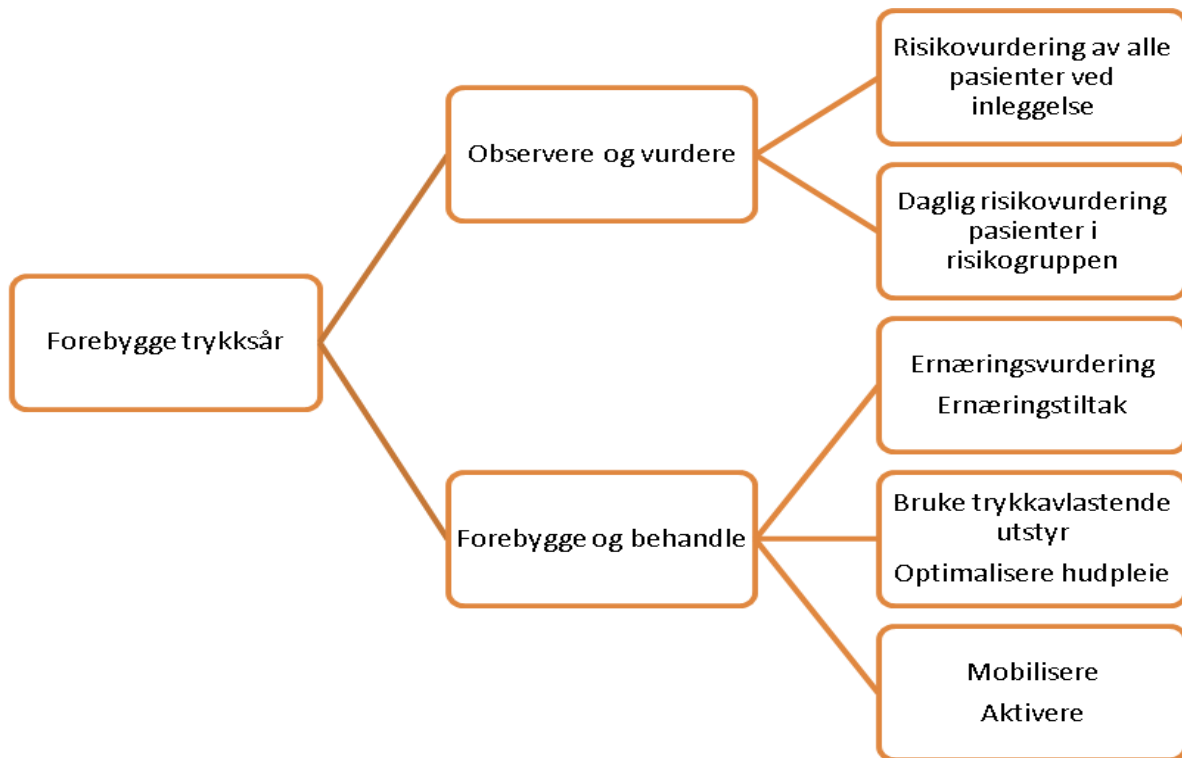 Forebygge trykksår
Observere og vurdere
Risikovurdering av alle
pasienter ved
inleggelse
Daglig risikovurdering
pasienter i
risikogruppen
Forebygge og behandle
Ernæringsvurdering
Ernæringstiltak
Bruke trykkavlastende
utstyr
Optimalisere hudpleie
Mobilisere
Aktivere